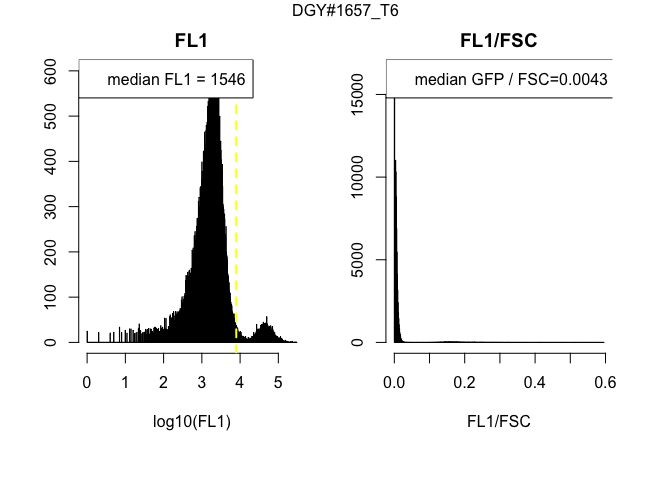 DGY#1657_T6
FL1
median FL1 = 1546
600
500
400
300
200
100
0
0 1 2 3 4 5
log10(FL1)
FL1/FSC
median GFP / FSC=0.0043
15000
10000
5000
0
0.0 0.2 0.4 0.6
FL1/FSC